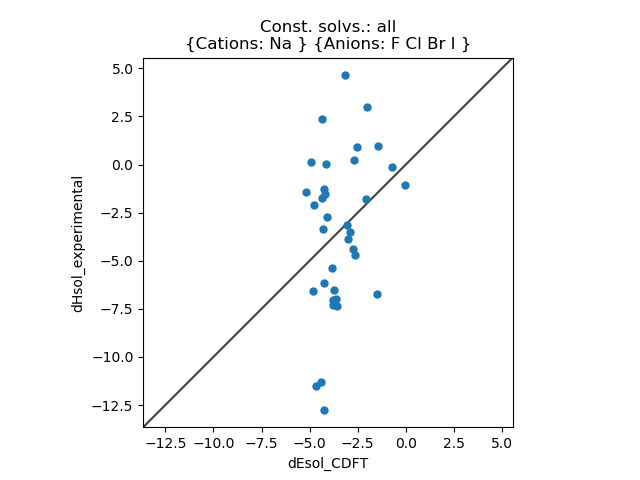 Const. solvs.: all
{Cations: Na } {Anions: F Cl Br I }
5.0
2.5
0.0
−2.5
−5.0
−7.5
−10.0
−12.5
dHsol_experimental
−12.5 −10.0 −7.5 −5.0 −2.5 0.0 2.5 5.0
dEsol_CDFT